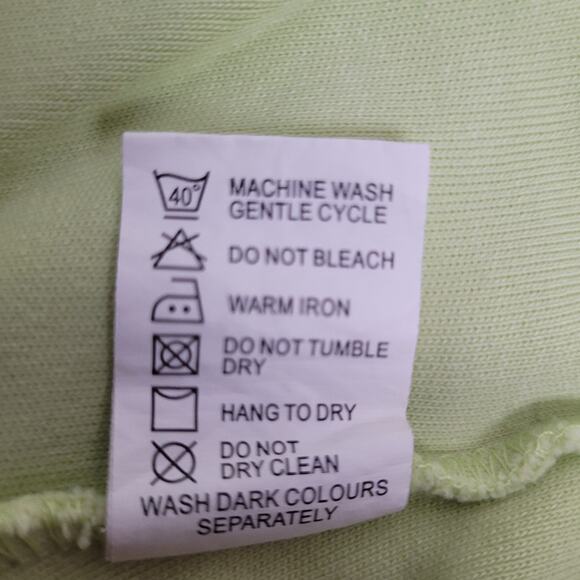 40° MACHINE WASH
GENTLE CYCLE
DO NOT BLEACH
WARM IRON
DO NOT TUMBLE
DRY
HANG TO DRY
DO NOT
DRY CLEAN
WASH DARK COLOURS
SEPARATELY